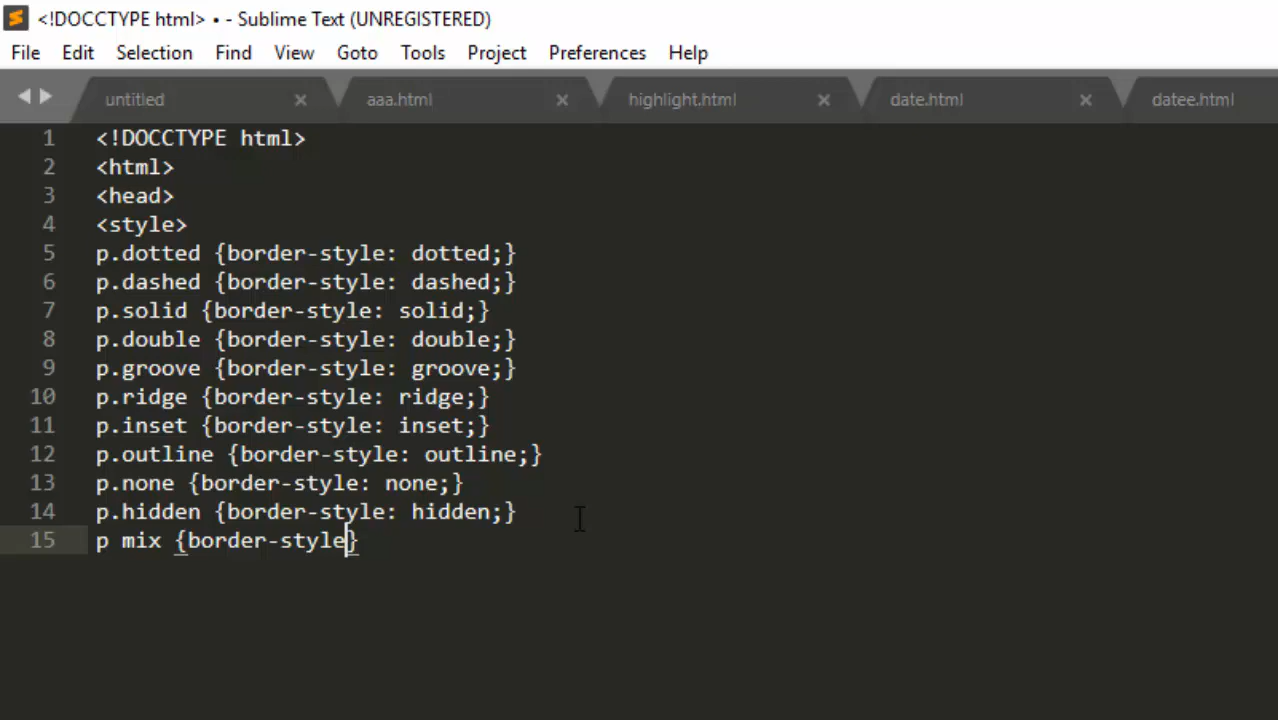 <!DOCCTYPE html> • - Sublime Text (UNREGISTERED)
File Edit Selection Find View Goto Tools Project Preferences Help
untitled aaa.html highlight.html date.html datee.html
1 <!DOCCTYPE html>
2 <html>
3 <head>
4 <style>
5 p.dotted {border-style: dotted;}
6 p.dashed {border-style: dashed;}
7 p.solid {border-style: solid;}
8 p.double {border-style: double;}
9 p.groove {border-style: groove;}
10 p.ridge {border-style: ridge;}
11 p.inset {border-style: inset;}
12 p.outline {border-style: outline;}
13 p.none {border-style: none;}
14 p.hidden {border-style: hidden;}
15 p mix {border-style}